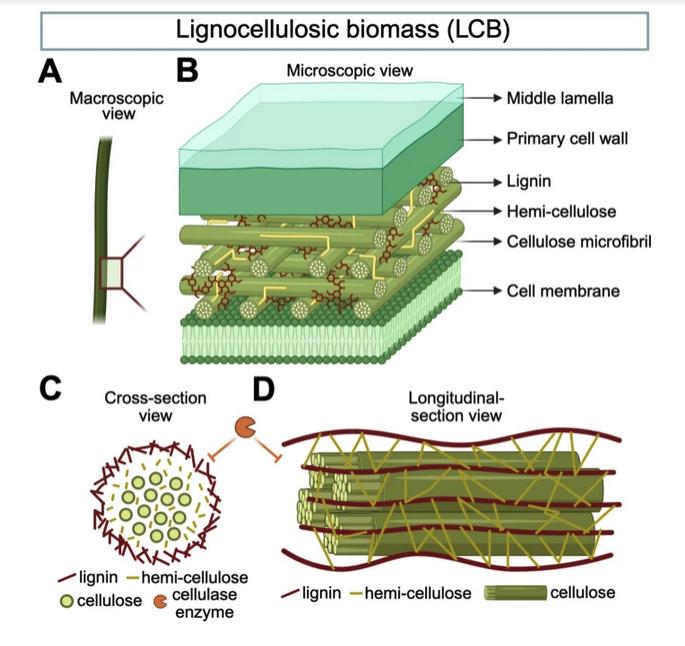 Lignocellulosic biomass (LCB)
A
B
Macroscopic
view
Microscopic view
Middle lamella
Primary cell wall
Lignin
Hemi-cellulose
Cellulose microfibril
Cell membrane
C
Cross-section
view
D
Longitudinal-
section view
lignin
hemi-cellulose
cellulose
cellulase
enzyme
lignin
hemi-cellulose
cellulose